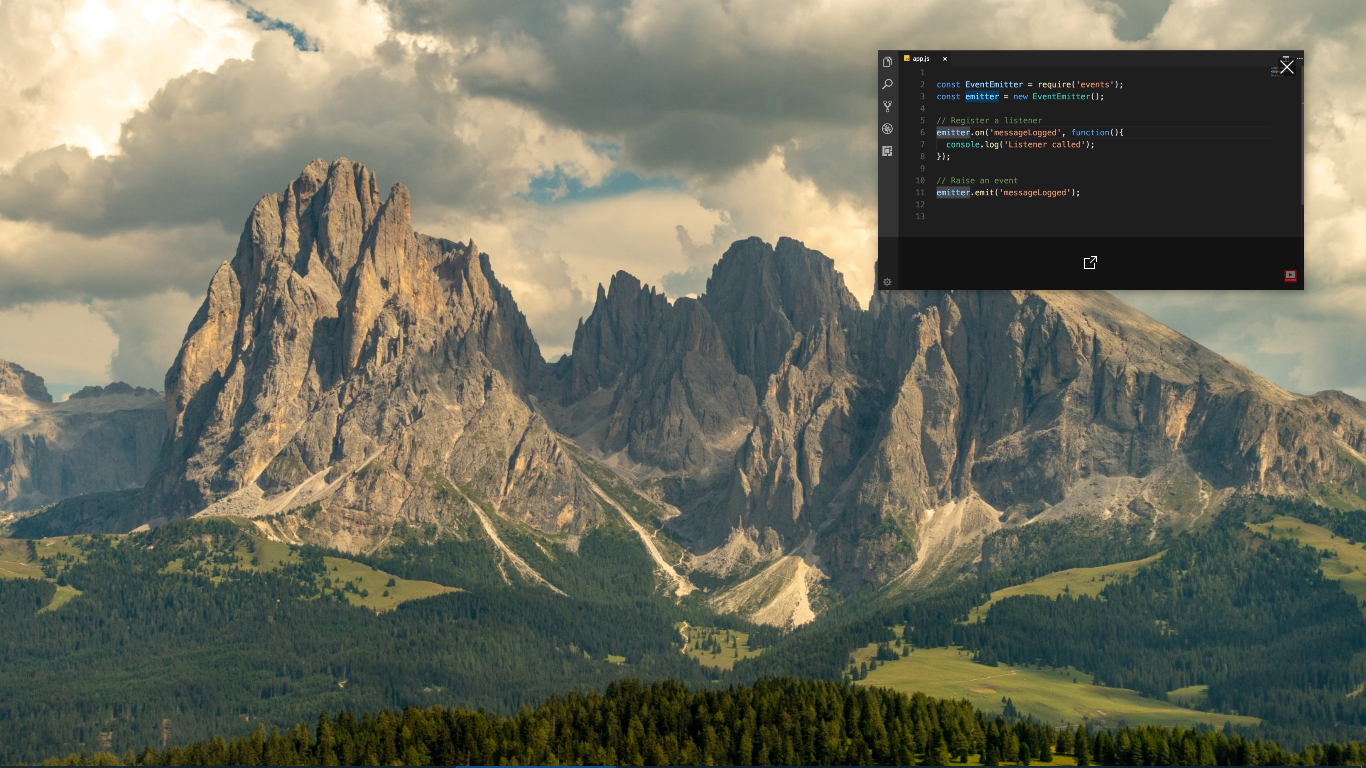 app.js
1
2 const EventEmitter = require('events');
3 const emitter = new EventEmitter();
4
5 // Register a listener
6 emitter.on('messageLogged', function(){
7 console.log('Listener called');
8 });
9
10 // Raise an event
11 emitter.emit('messageLogged');
12
13